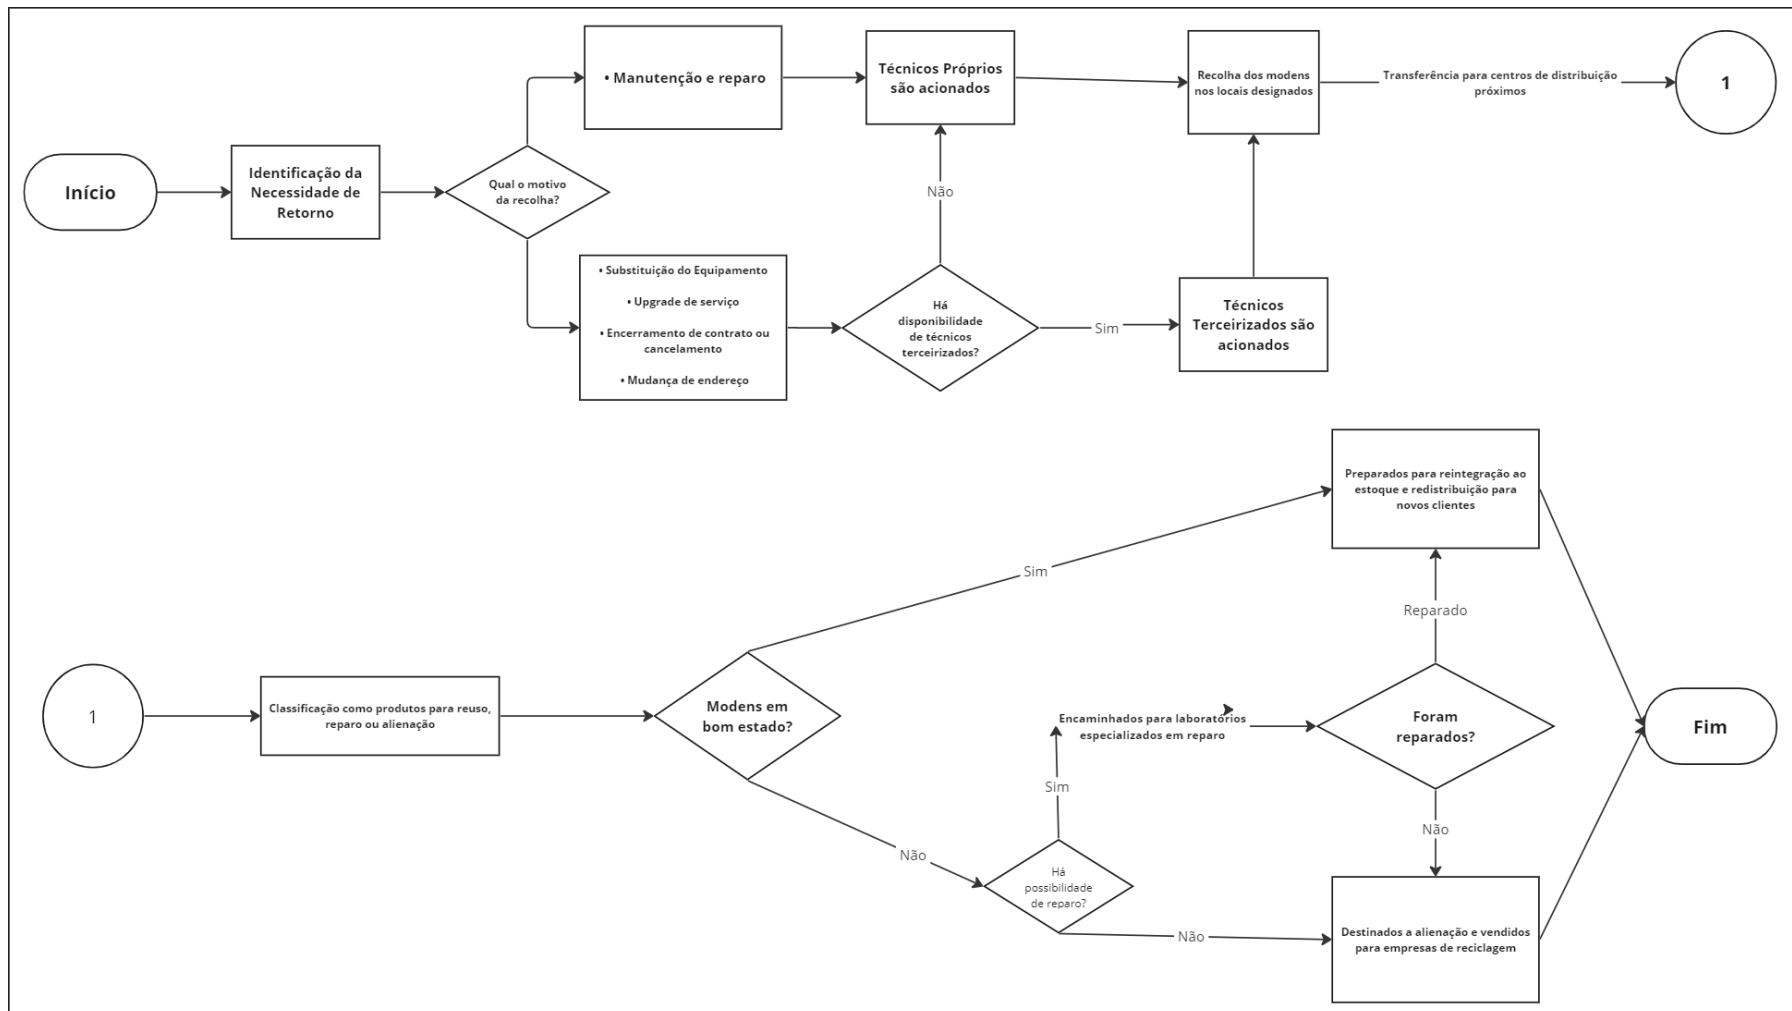 Início
Identificação da
Necessidade de
Retorno
Qual o motivo
da recolha?
• Manutenção e reparo
Técnicos Próprios
são acionados
Recolha dos modens
nos locais designados
Transferência para centros de distribuição
próximos
1
• Substituição do Equipamento
• Upgrade de serviço
• Encerramento de contrato ou
cancelamento
• Mudança de endereço
Há
disponibilidade
de técnicos
terceirizados?
Não
Sim
Técnicos
Terceirizados são
acionados
1
Classificação como produtos para reuso,
reparo ou alienação
Modens em
bom estado?
Sim
Preparados para reintegração ao
estoque e redistribuição para
novos clientes
Não
Há
possibilidade
de reparo?
Sim
Encaminhados para laboratórios
especializados em reparo
Foram
reparados?
Reparado
Não
Não
Destinados a alienação e vendidos
para empresas de reciclagem
Fim